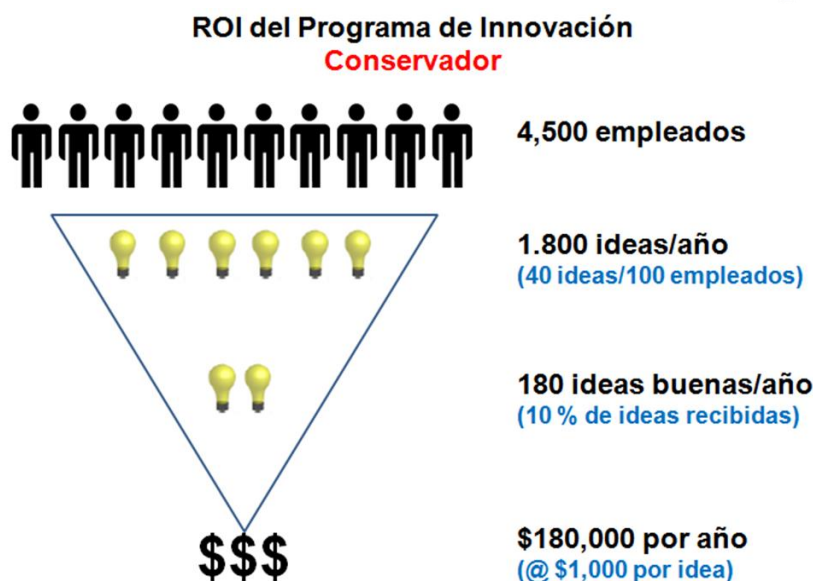 ROI del Programa de Innovación
Conservador
4,500 empleados
1.800 ideas/año
(40 ideas/100 empleados)
180 ideas buenas/año
(10 % de ideas recibidas)
$$$
$180,000 por año
(@ $1,000 por idea)